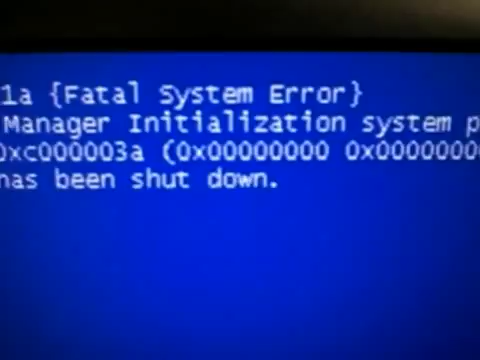 1a {Fatal System Error}
Manager Initialization system p
0xc000003a (0x00000000 0x0000000
has been shut down.